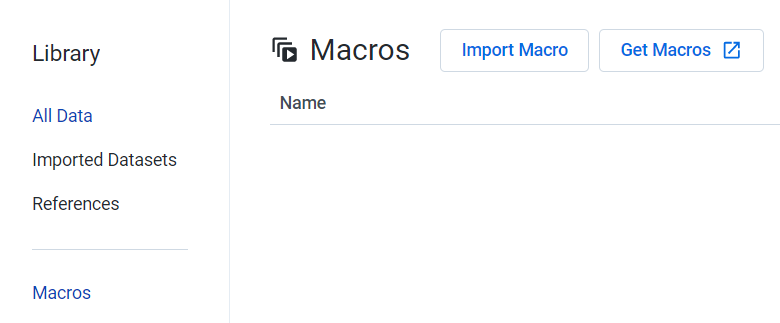 Library
All Data
Imported Datasets
References
Macros
Macros
Import Macro
Get Macros
Name